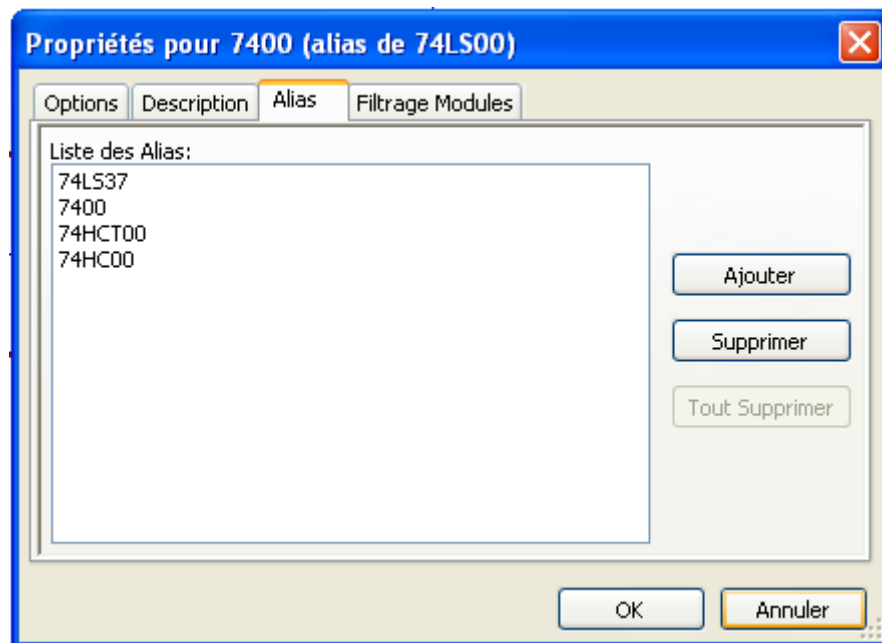 Propriétés pour 7400 (alias de 74LS00)
Options Description Alias Filtrage Modules
Liste des Alias:
74LS37
7400
74HCT00
74HC00
Ajouter
Supprimer
Tout Supprimer
OK Annuler